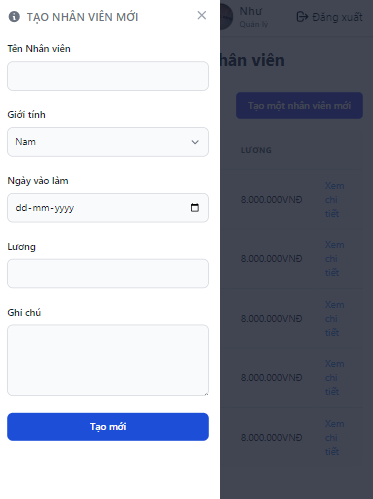 TẠO NHÂN VIÊN MỚI
Tên Nhân viên
Giới tính
Nam
Ngày vào làm
dd-mm-yyyy
Lương
Ghi chú
Tạo mới
Như
Quản lý
Đăng xuất
hân viên
Tạo một nhân viên mới
LƯƠNG
8.000.000VNĐ
Xem
chi
tiết
8.000.000VNĐ
Xem
chi
tiết
8.000.000VNĐ
Xem
chi
tiết
8.000.000VNĐ
Xem
chi
tiết
8.000.000VNĐ
Xem
chi
tiết